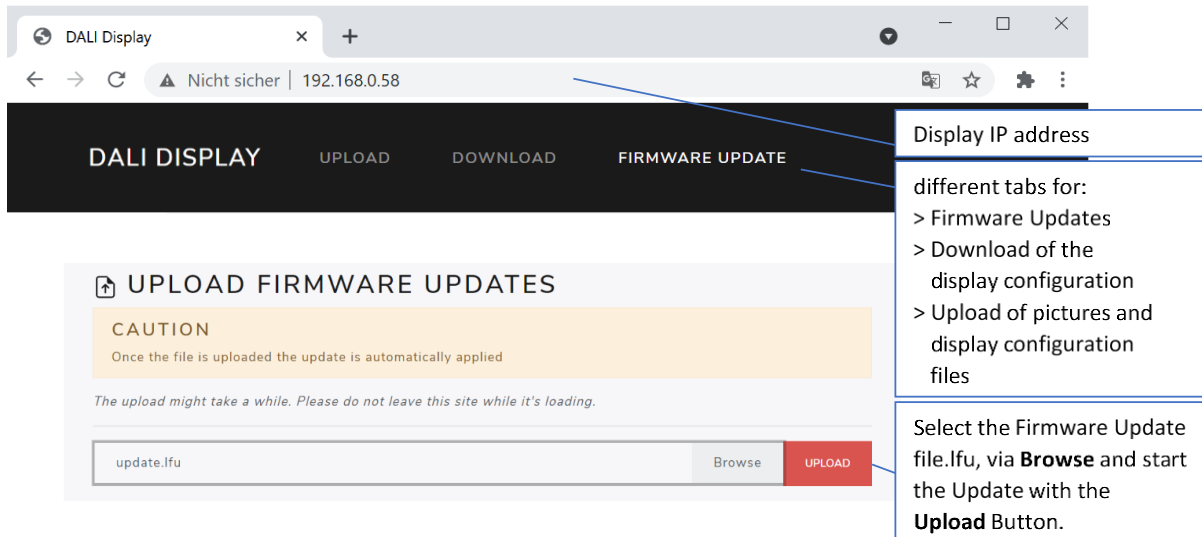 DALI Display
Nicht sicher | 192.168.0.58
Display IP address
DALI DISPLAY UPLOAD DOWNLOAD FIRMWARE UPDATE
different tabs for:
> Firmware Updates
> Download of the
display configuration
> Upload of pictures and
display configuration
files
UPLOAD FIRMWARE UPDATES
CAUTION
Once the file is uploaded the update is automatically applied
The upload might take a while. Please do not leave this site while it's loading.
update.lfu Browse UPLOAD
Select the Firmware Update
file.lfu, via Browse and start
the Update with the
Upload Button.